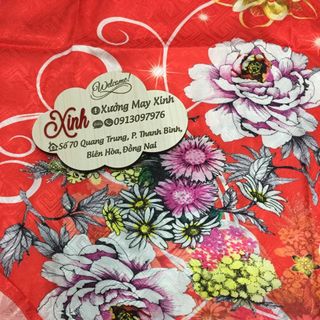 Welcome!
Xinh
Xưởng May Xinh
0913097976
Số 70 Quang Trung, P. Thanh Bình,
Biên Hòa, Đồng Nai